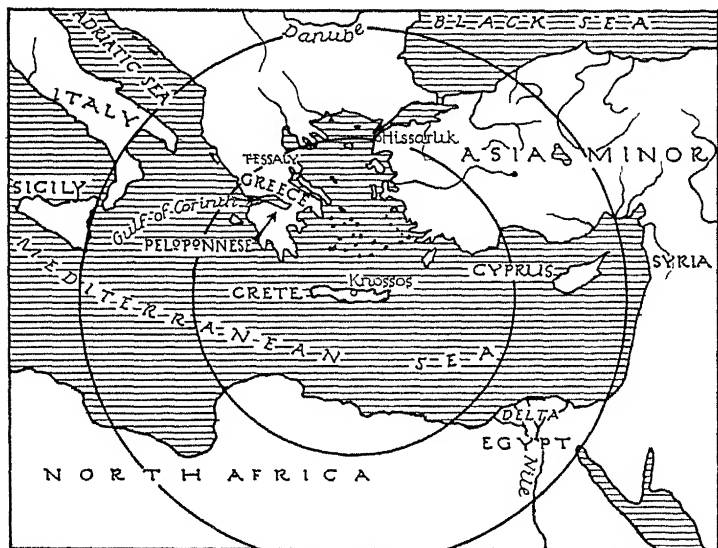 BLACK SEA
Danube
ADRIATIC SEA
ITALY
Hissarlik
THESSALY
ASIA MINOR
GREECE
SICILY
Gulf of Corinth
PELOPONNESE
SYRIA
CYPRUS
Knossos
CRETE
MEDITERRANEAN SEA
DELTA
EGYPT
NORTH AFRICA
Nile